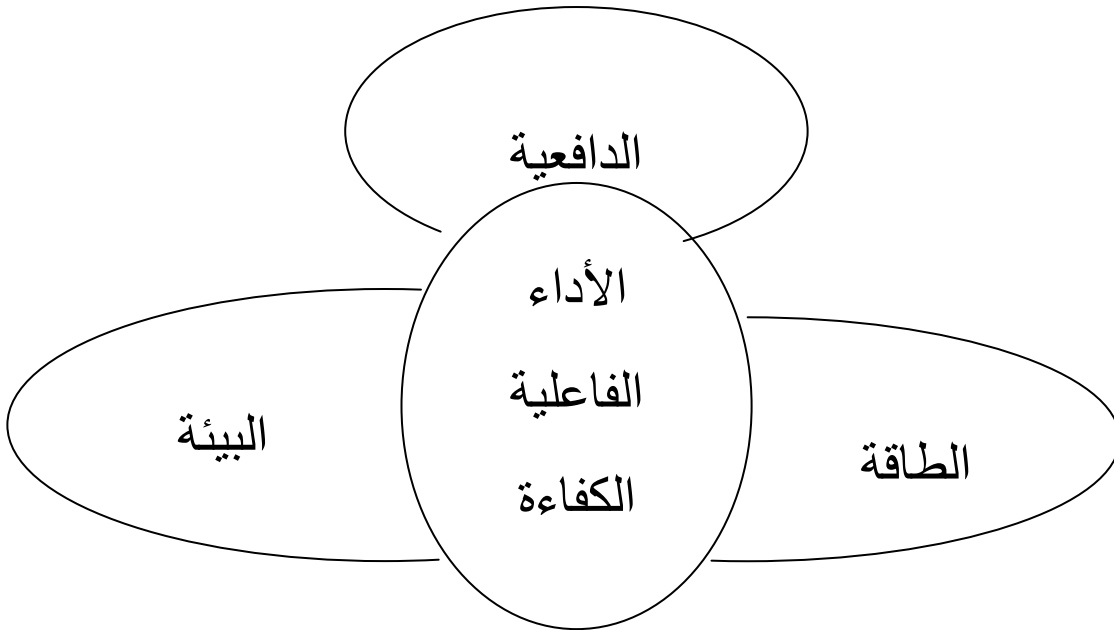 الدافعية
الأداء
الفاعلية
الكفاءة
الطاقة
البيئة